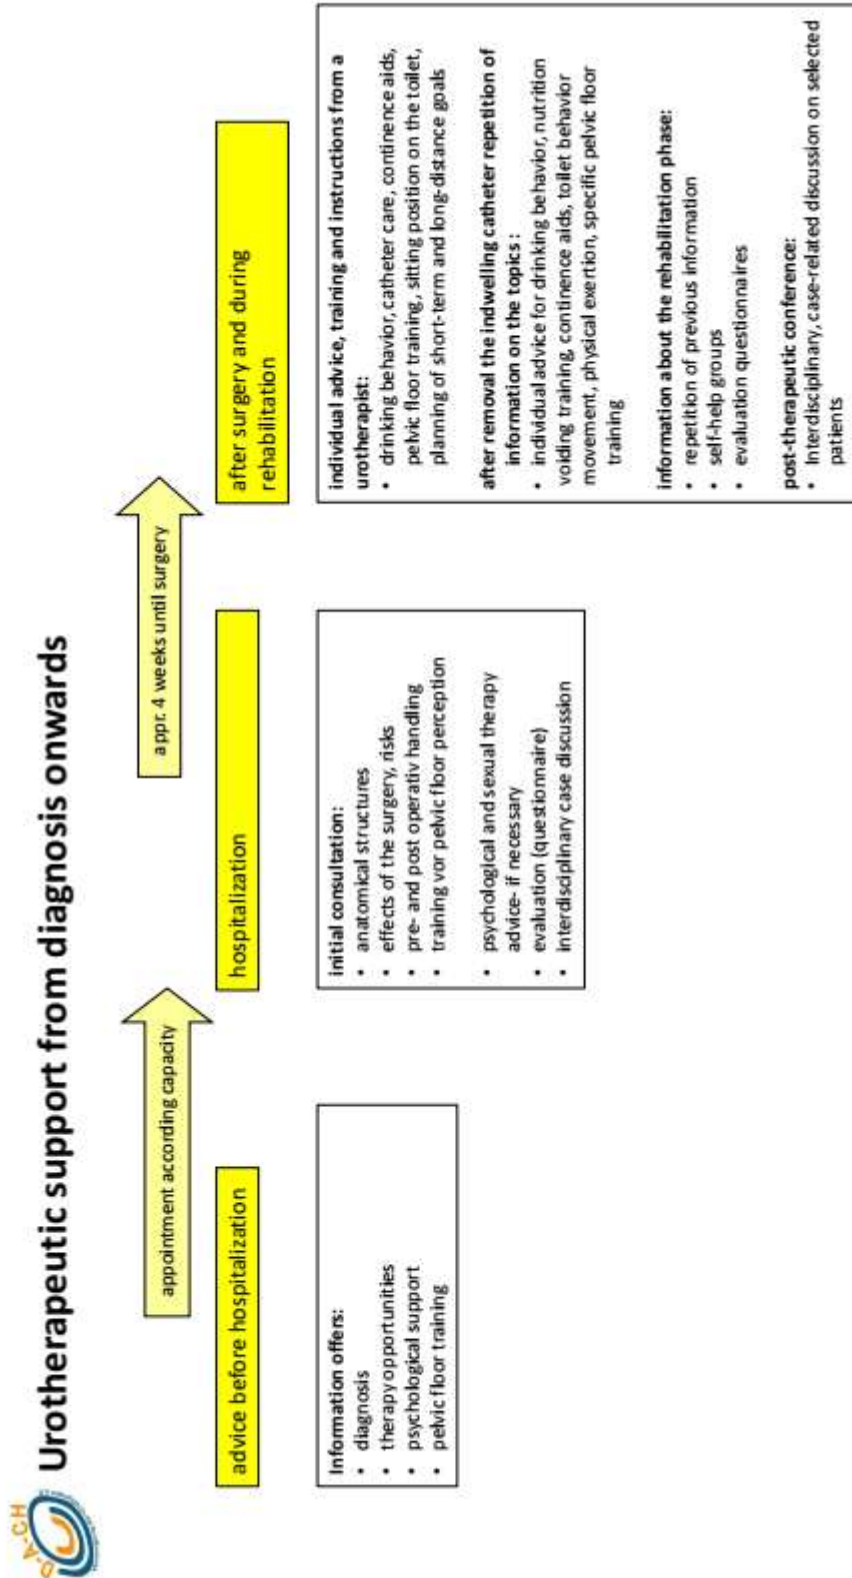 D-A-CH
Urotherapeutic support from diagnosis onwards
appointment according capacity
appr. 4 weeks until surgery
advice before hospitalization
hospitalization
after surgery and during
rehabilitation
Information offers:
• diagnosis
• therapy opportunities
• psychological support
• pelvic floor training
initial consultation:
• anatomical structures
• effects of the surgery, risks
• pre- and post operativ handling
• training vor pelvic floor perception
• psychological and sexual therapy
advice- if necessary
• evaluation (questionnaire)
• interdisciplinary case discussion
individual advice, training and instructions from a
urotherapist:
• drinking behavior, catheter care, continence aids,
pelvic floor training, sitting position on the toilet,
planning of short-term and long-distance goals
after removal the indwelling catheter repetition of
information on the topics :
• individual advice for drinking behavior, nutrition
voiding training, continence aids, toilet behavior
movement, physical exertion, specific pelvic floor
training
information about the rehabilitation phase:
• repetition of previous information
• self-help groups
• evaluation questionnaires
post-therapeutic conference:
• Interdisciplinary, case-related discussion on selected
patients